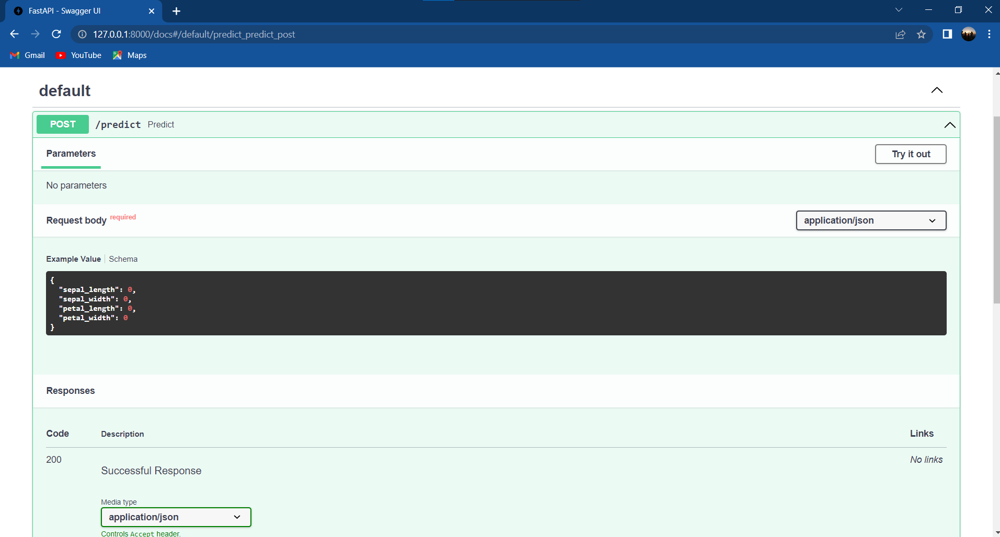 FastAPI - Swagger UI
127.0.0.1:8000/docs#/default/predict_predict_post
Gmail YouTube Maps
default
POST /predict Predict
Parameters Try it out
No parameters
Request body required application/json
Example Value Schema
{
"sepal_length": 0,
"sepal_width": 0,
"petal_length": 0,
"petal_width": 0
}
Responses
Code Description Links
200 No links
Successful Response
Media type
application/json
Controls Accept header.